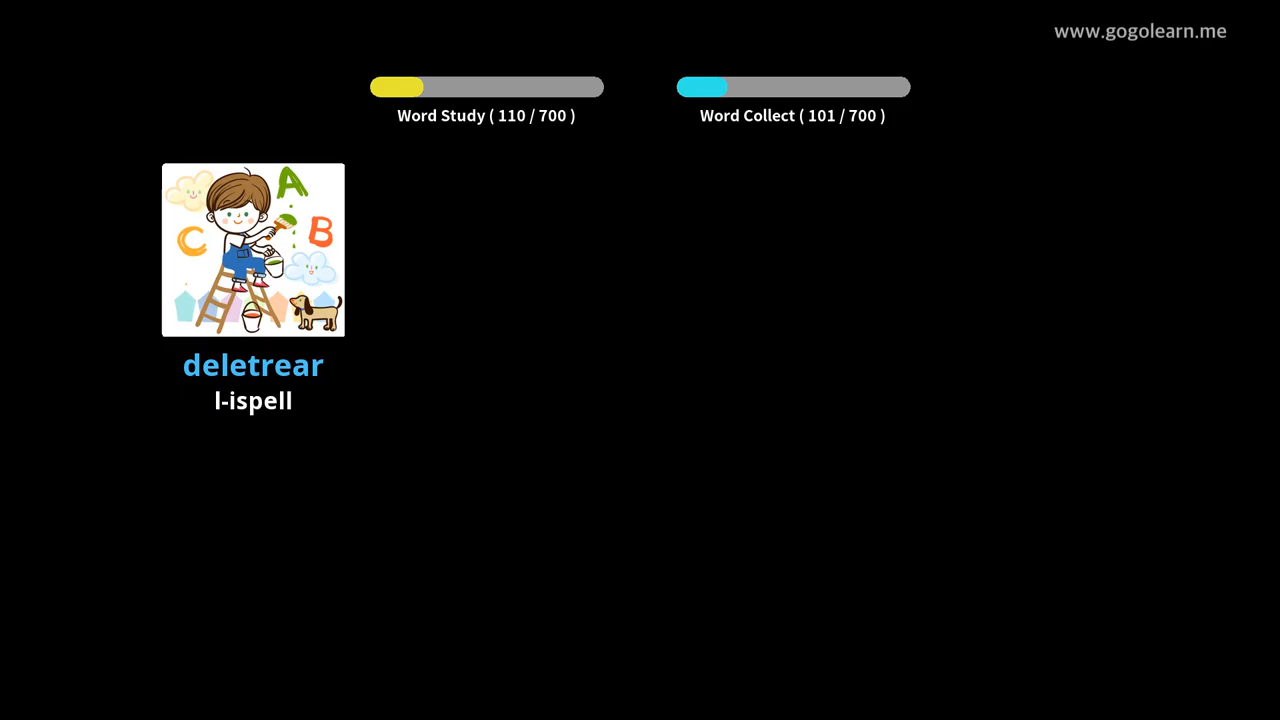 www.gogolearn.me
Word Study ( 110 / 700 )
Word Collect ( 101 / 700 )
A
B
C
deletrear
I-ispell